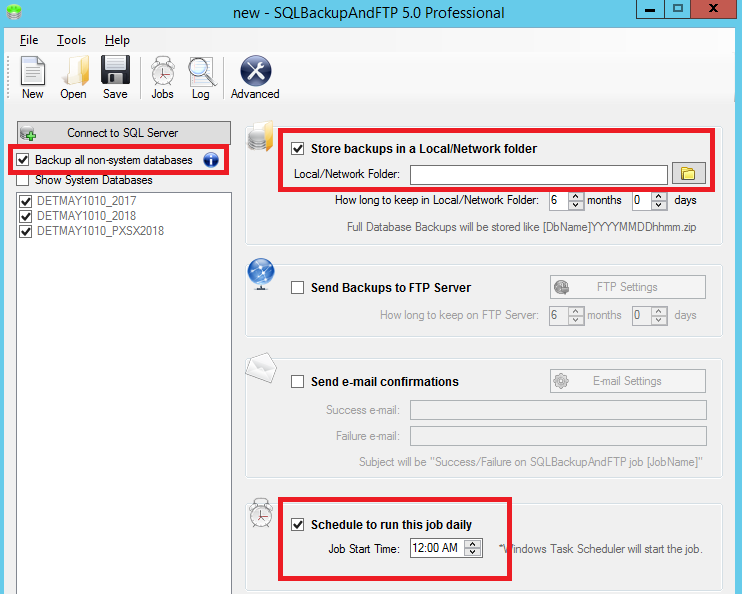 new - SQLBackupAndFTP 5.0 Professional
File Tools Help
New Open Save Jobs Log Advanced
Connect to SQL Server
Backup all non-system databases
Show System Databases
DETMAY1010_2017
DETMAY1010_2018
DETMAY1010_PXSX2018
Store backups in a Local/Network folder
Local/Network Folder:
How long to keep in Local/Network Folder: 6 months 0 days
Full Database Backups will be stored like [DbName]YYYYMMDDhhmm.zip
Send Backups to FTP Server
FTP Settings
How long to keep on FTP Server: 6 months 0 days
Send e-mail confirmations
E-mail Settings
Success e-mail:
Failure e-mail:
Subject will be "Success/Failure on SQLBackupAndFTP job [JobName]"
Schedule to run this job daily
Job Start Time: 12:00 AM *Windows Task Scheduler will start the job.